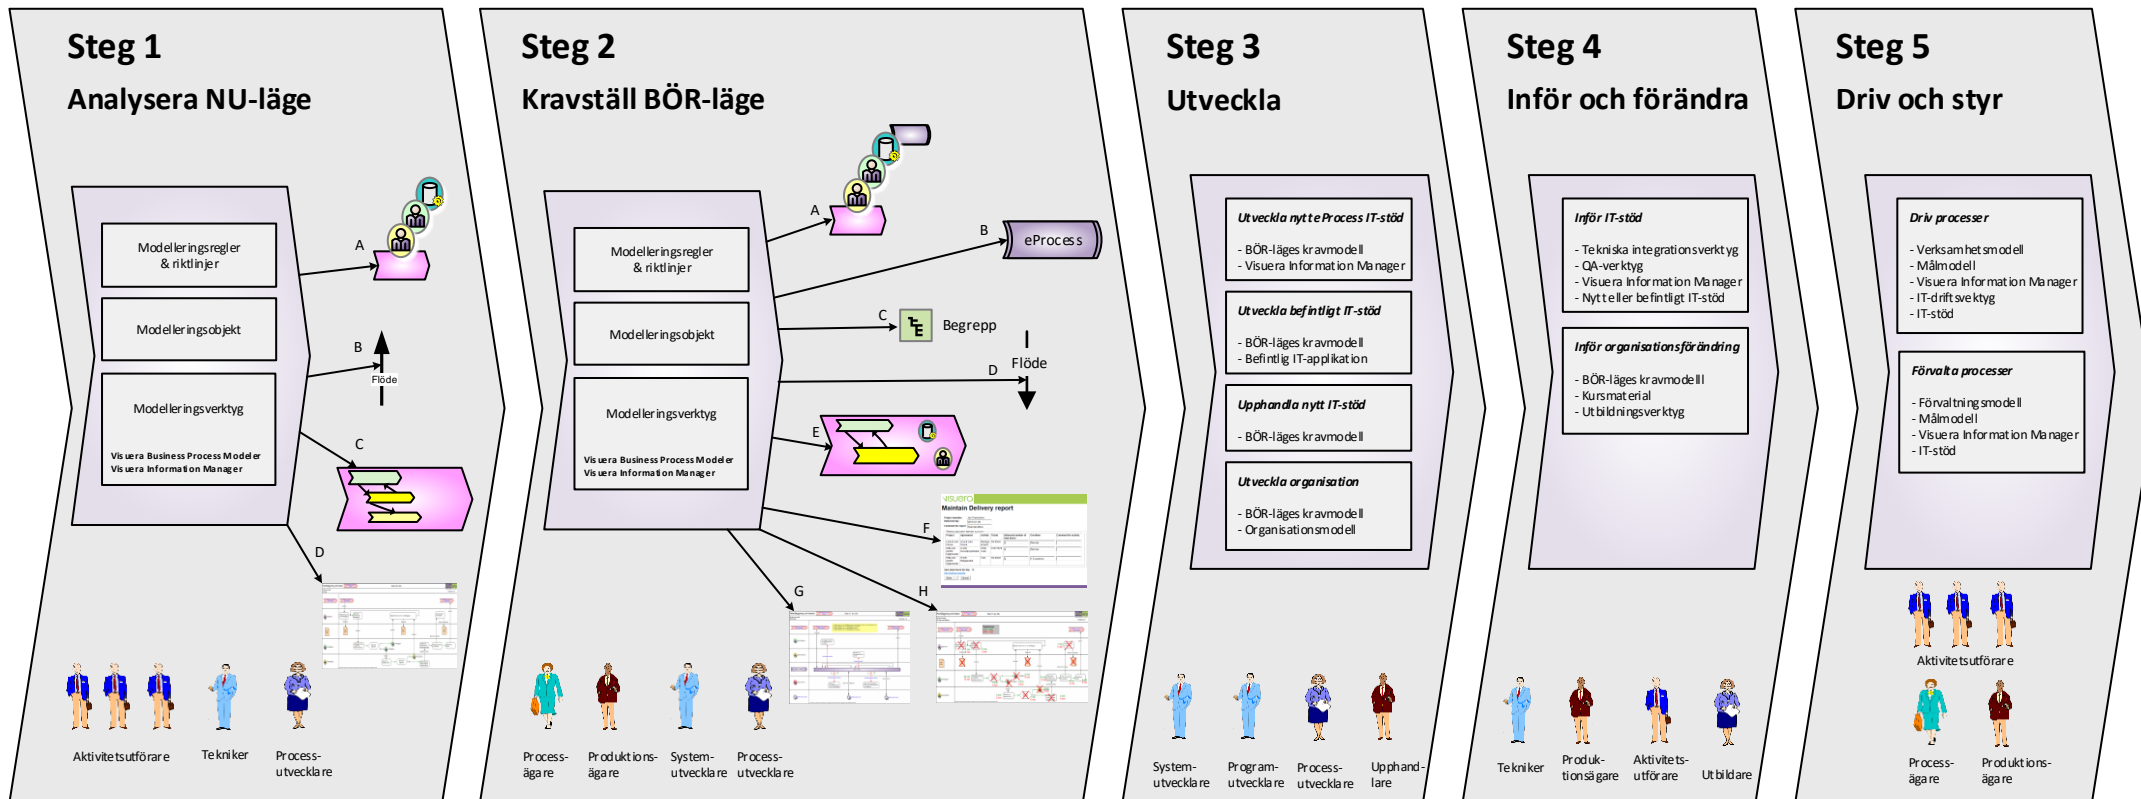 Steg 1
Analysera NU-läge
Modelleringsregler
& riktlinjer
Modelleringsobjekt
Modelleringsverktyg
Visuera Business Process Modeler
Visuera Information Manager
A
B
Flöde
C
D
Aktivitetsutförare
Tekniker
Process-
utvecklare
Steg 2
Kravställ BÖR-läge
Modelleringsregler
& riktlinjer
Modelleringsobjekt
Modelleringsverktyg
Visuera Business Process Modeler
Visuera Information Manager
A
B
eProcess
C
Begrepp
D
Flöde
E
F
visuera
Maintain Delivery report
G
H
Process-
ägare
Produktions-
ägare
System-
utvecklare
Process-
utvecklare
Steg 3
Utveckla
Utveckla nytt eProcess IT-stöd
- BÖR-läges kravmodell
- Visuera Information Manager
Utveckla befintligt IT-stöd
- BÖR-läges kravmodell
- Befintlig IT-applikation
Upphandla nytt IT-stöd
- BÖR-läges kravmodell
Utveckla organisation
- BÖR-läges kravmodell
- Organisationsmodell
System-
utvecklare
Program-
utvecklare
Process-
utvecklare
Upphand-
lare
Steg 4
Inför och förändra
Inför IT-stöd
- Tekniska integrationsverktyg
- QA-verktyg
- Visuera Information Manager
- Nytt eller befintligt IT-stöd
Inför organisationsförändring
- BÖR-läges kravmodelll
- Kursmaterial
- Utbildningsverktyg
Tekniker
Produk-
tionsägare
Aktivitets-
utförare
Utbildare
Steg 5
Driv och styr
Driv processer
- Verksamhetsmodell
- Målmodell
- Visuera Information Manager
- IT-driftsvektyg
- IT-stöd
Förvalta processer
- Förvaltningsmodell
- Målmodell
- Visuera Information Manager
- IT-stöd
Aktivitetsutförare
Process-
ägare
Produktions-
ägare